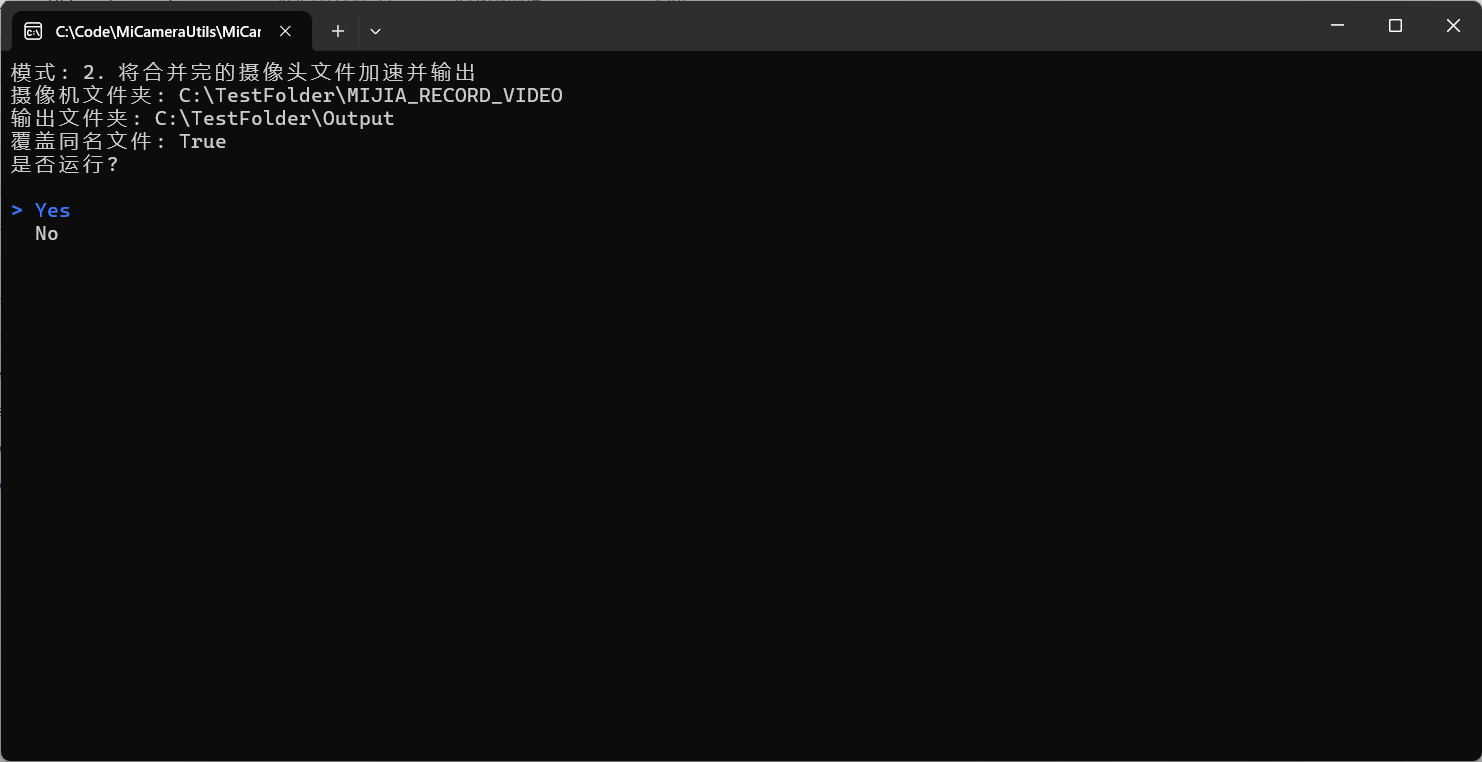 C:\Code\MiCameraUtils\MiCar
模式: 2. 将合并完的摄像头文件加速并输出
摄像机文件夹: C:\TestFolder\MIJIA_RECORD_VIDEO
输出文件夹: C:\TestFolder\Output
覆盖同名文件: True
是否运行?
> Yes
No